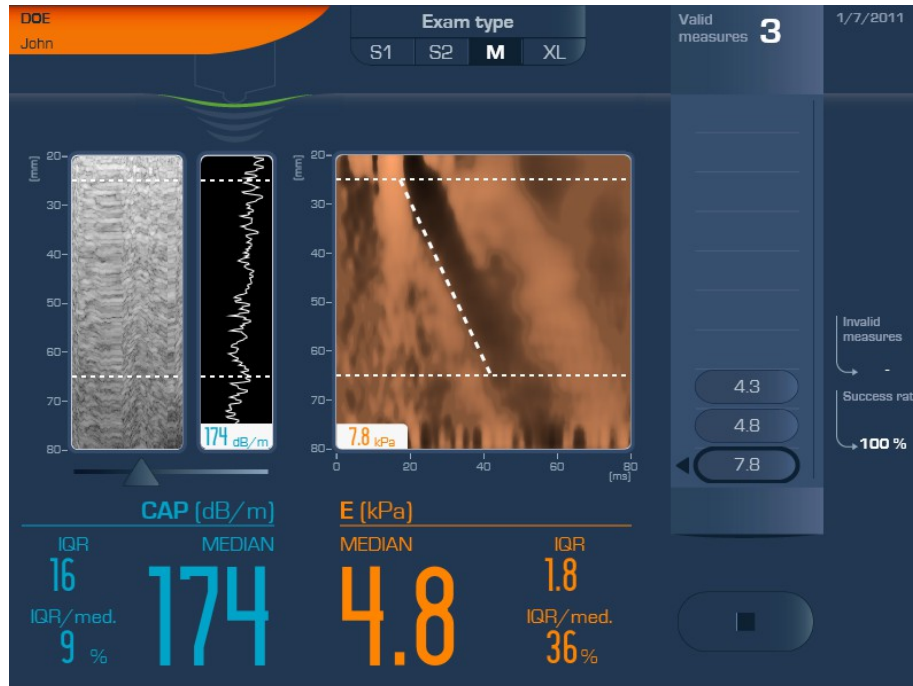 DOE
John
Exam type
S1 S2 M XL
Valid measures 3
1/7/2011
[mm]
20-
30-
40-
50-
60-
70-
80-
174 dB/m
[mm]
20-
30-
40-
50-
60-
70-
80-
7.8 kPa
0 20 40 60 80
[ms]
4.3
4.8
7.8
Invalid
measures
-
Success rat
100 %
CAP (dB/m)
IQR
16
IQR/med.
9 %
MEDIAN
174
E (kPa)
MEDIAN
4.8
IQR
1.8
IQR/med.
36 %